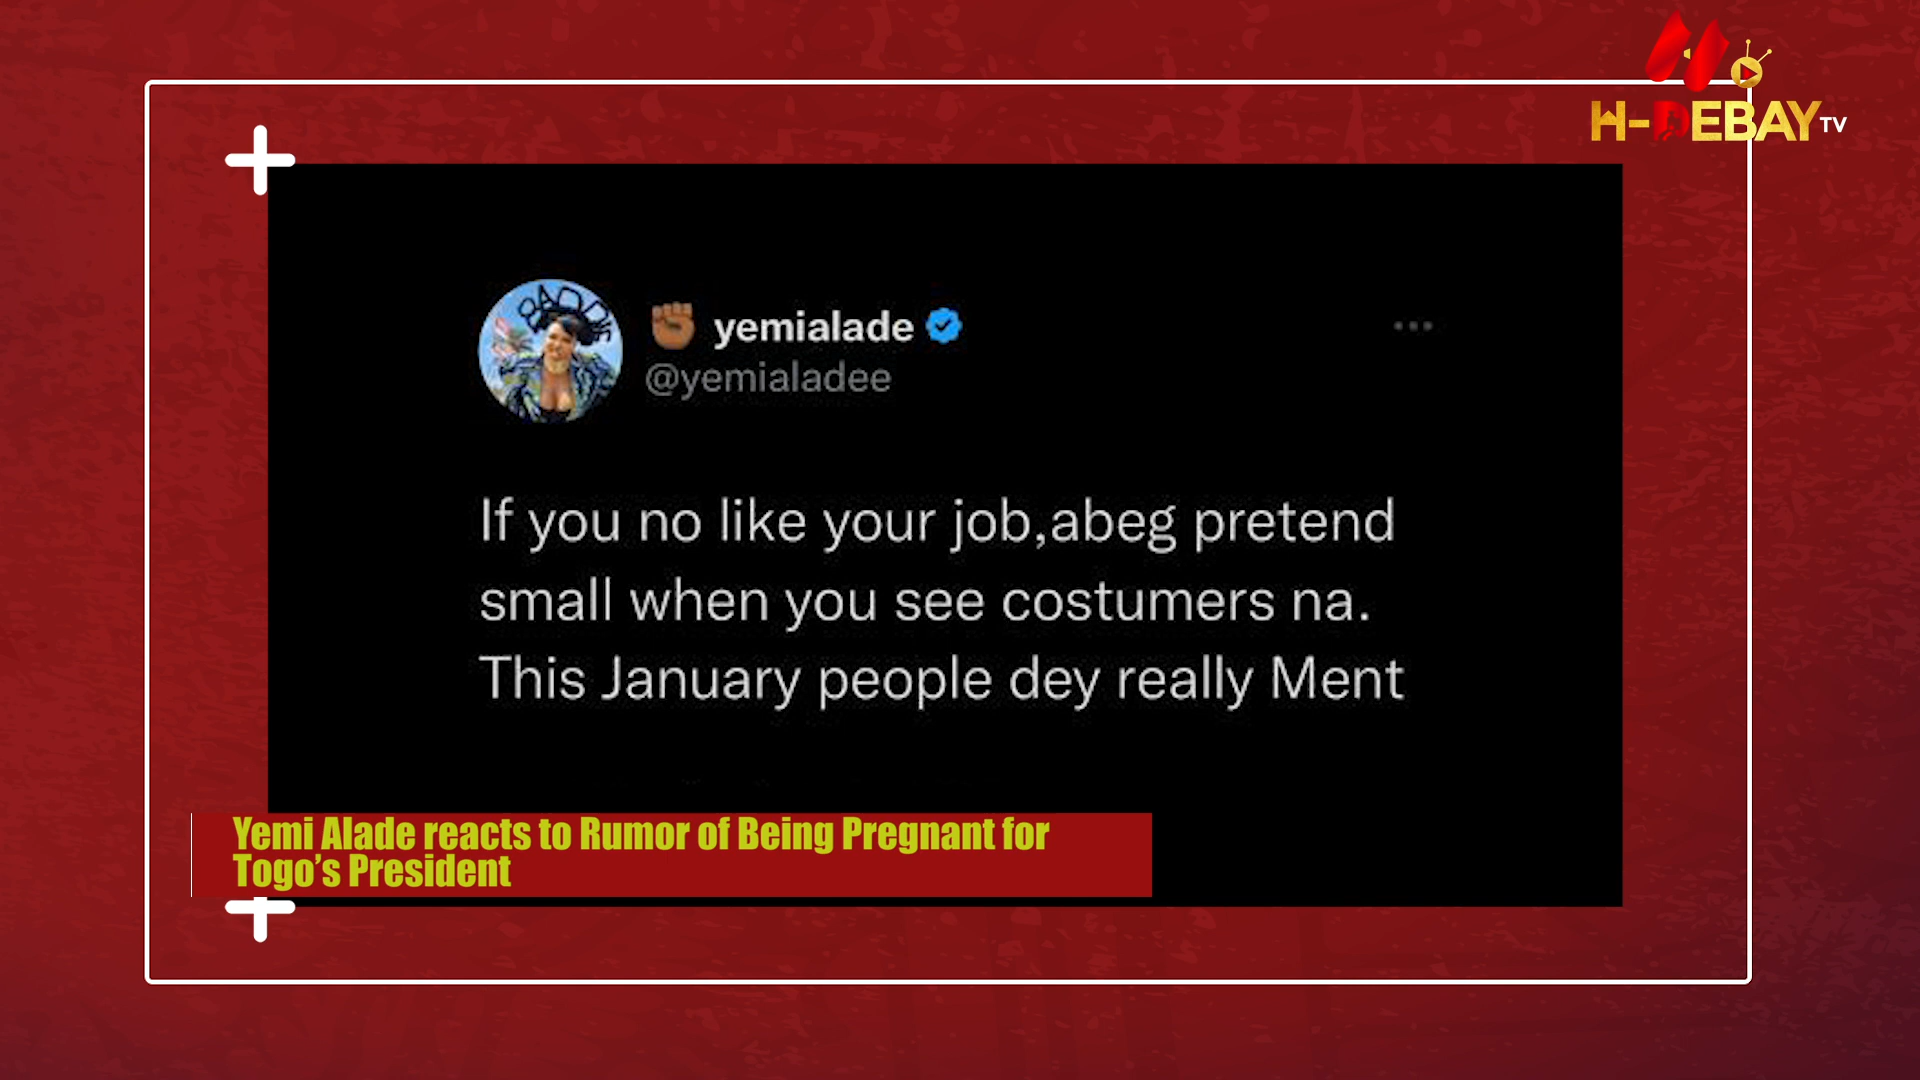 H-DEBAY TV
yemialade
@yemialadee
If you no like your job,abeg pretend
small when you see costumers na.
This January people dey really Ment
Yemi Alade reacts to Rumor of Being Pregnant for
Togo’s President